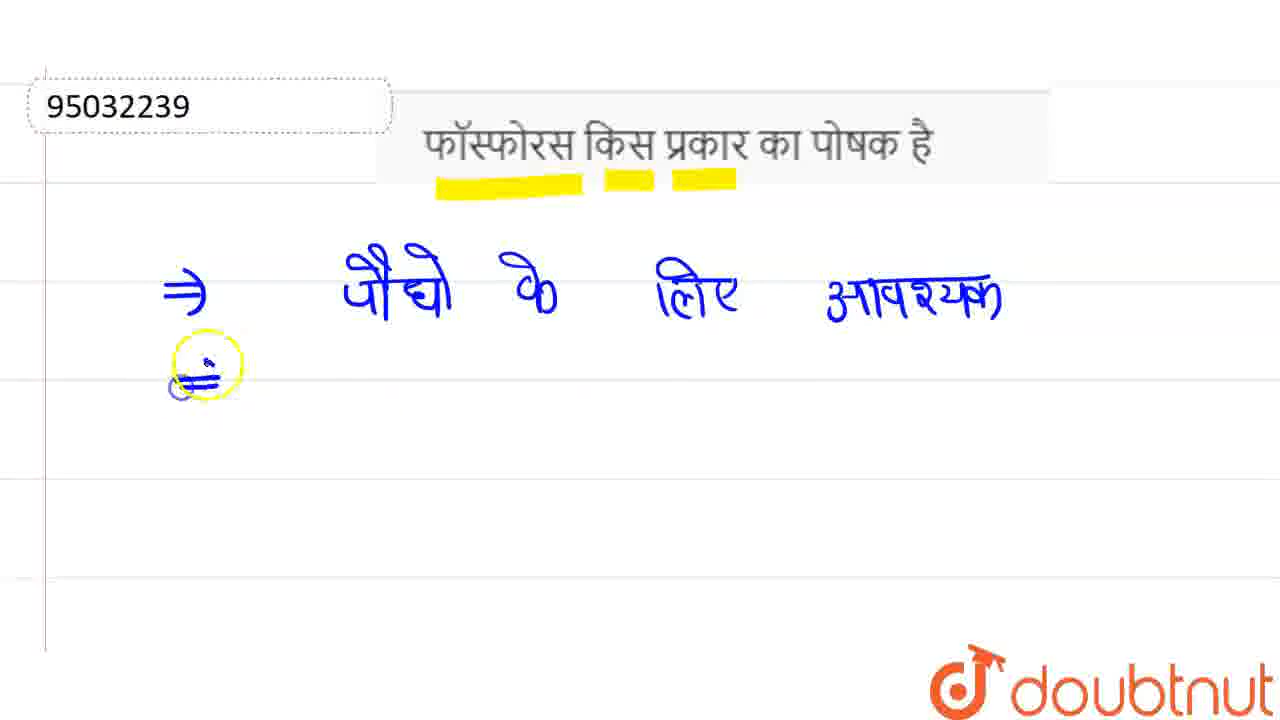 95032239
फॉस्फोरस किस प्रकार का पोषक है
⇒ पौधो के लिए आवश्यक
doubtnut